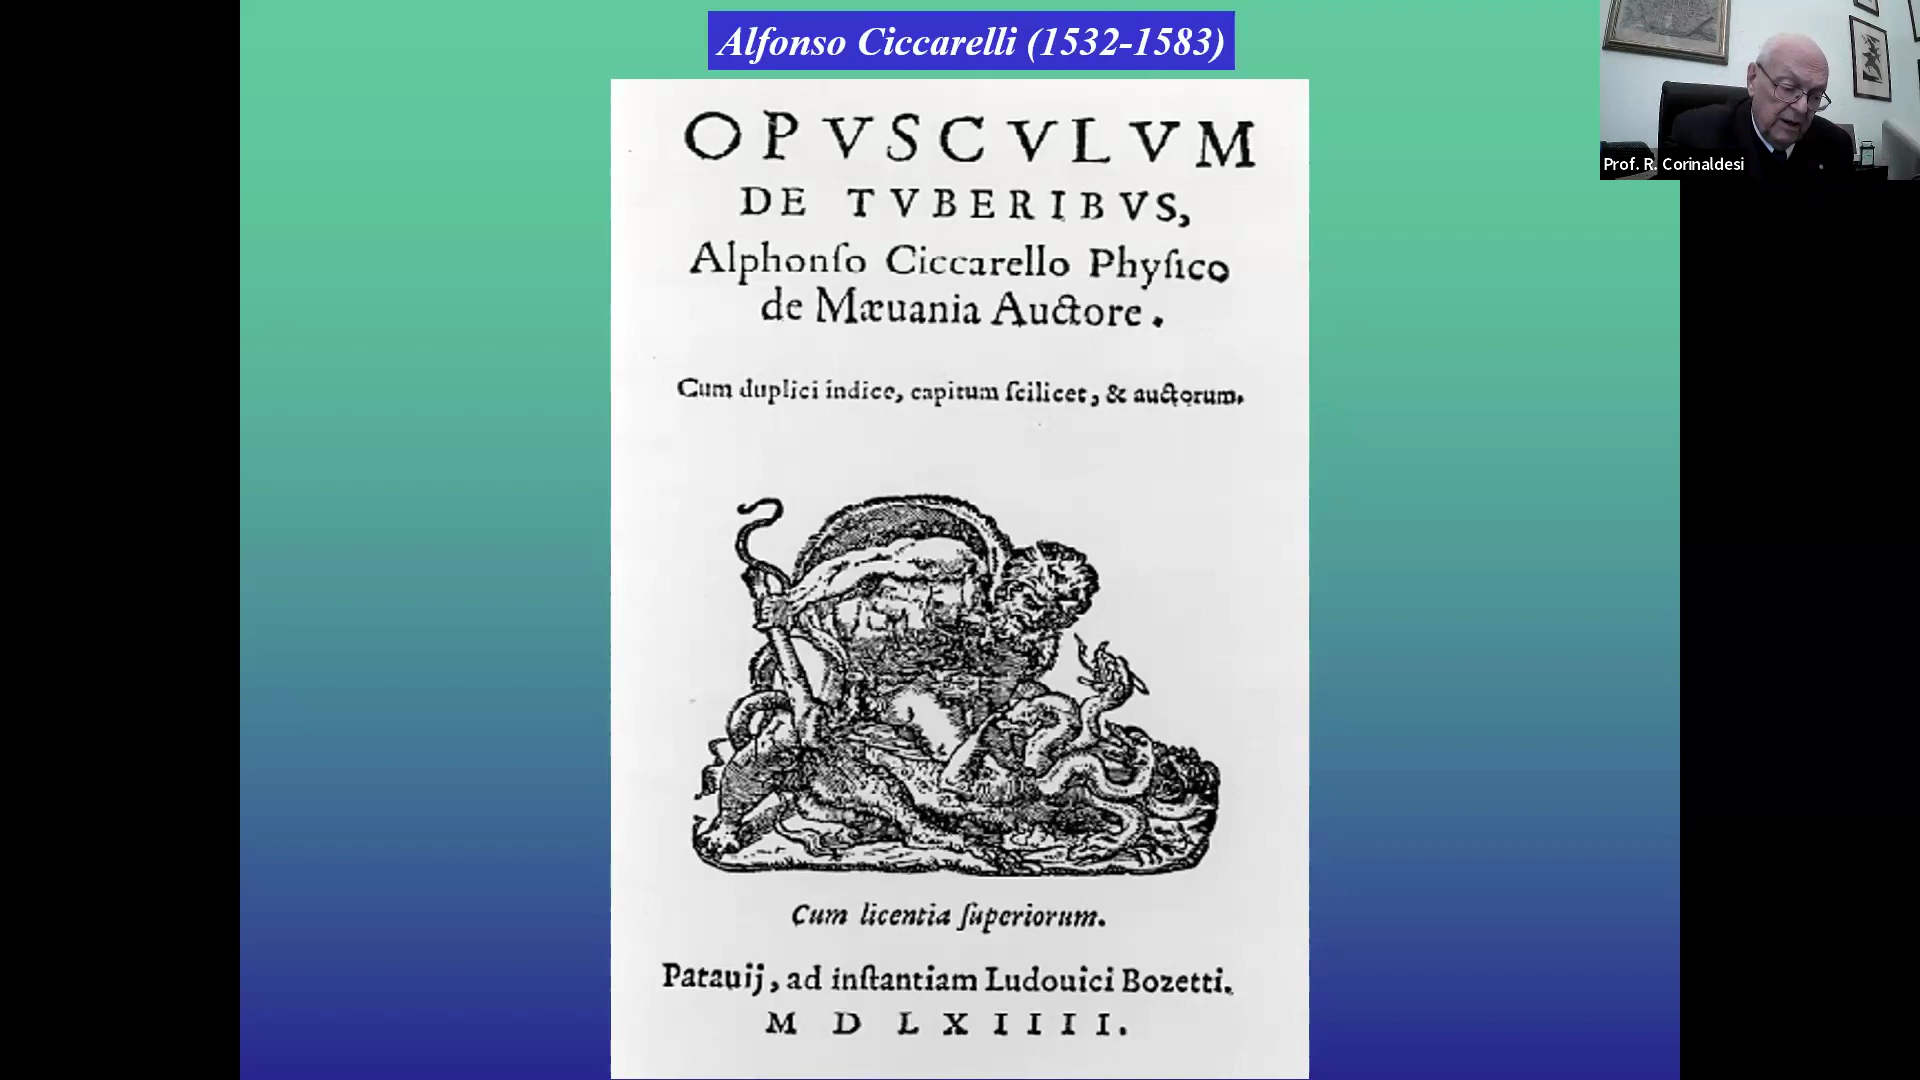 Alfonso Ciccarelli (1532-1583)
OPVSCVLVM
DE TVBERIBVS,
Alphonſo Ciccarello Phyſico
de Mæuania Auctore.
Cum duplici indice, capitum ſcilicet, & auctorum.
Cum licentia ſuperiorum.
Patauij, ad inſtantiam Ludouici Bozetti.
M D LXIIII.
Prof. R. Corinaldesi